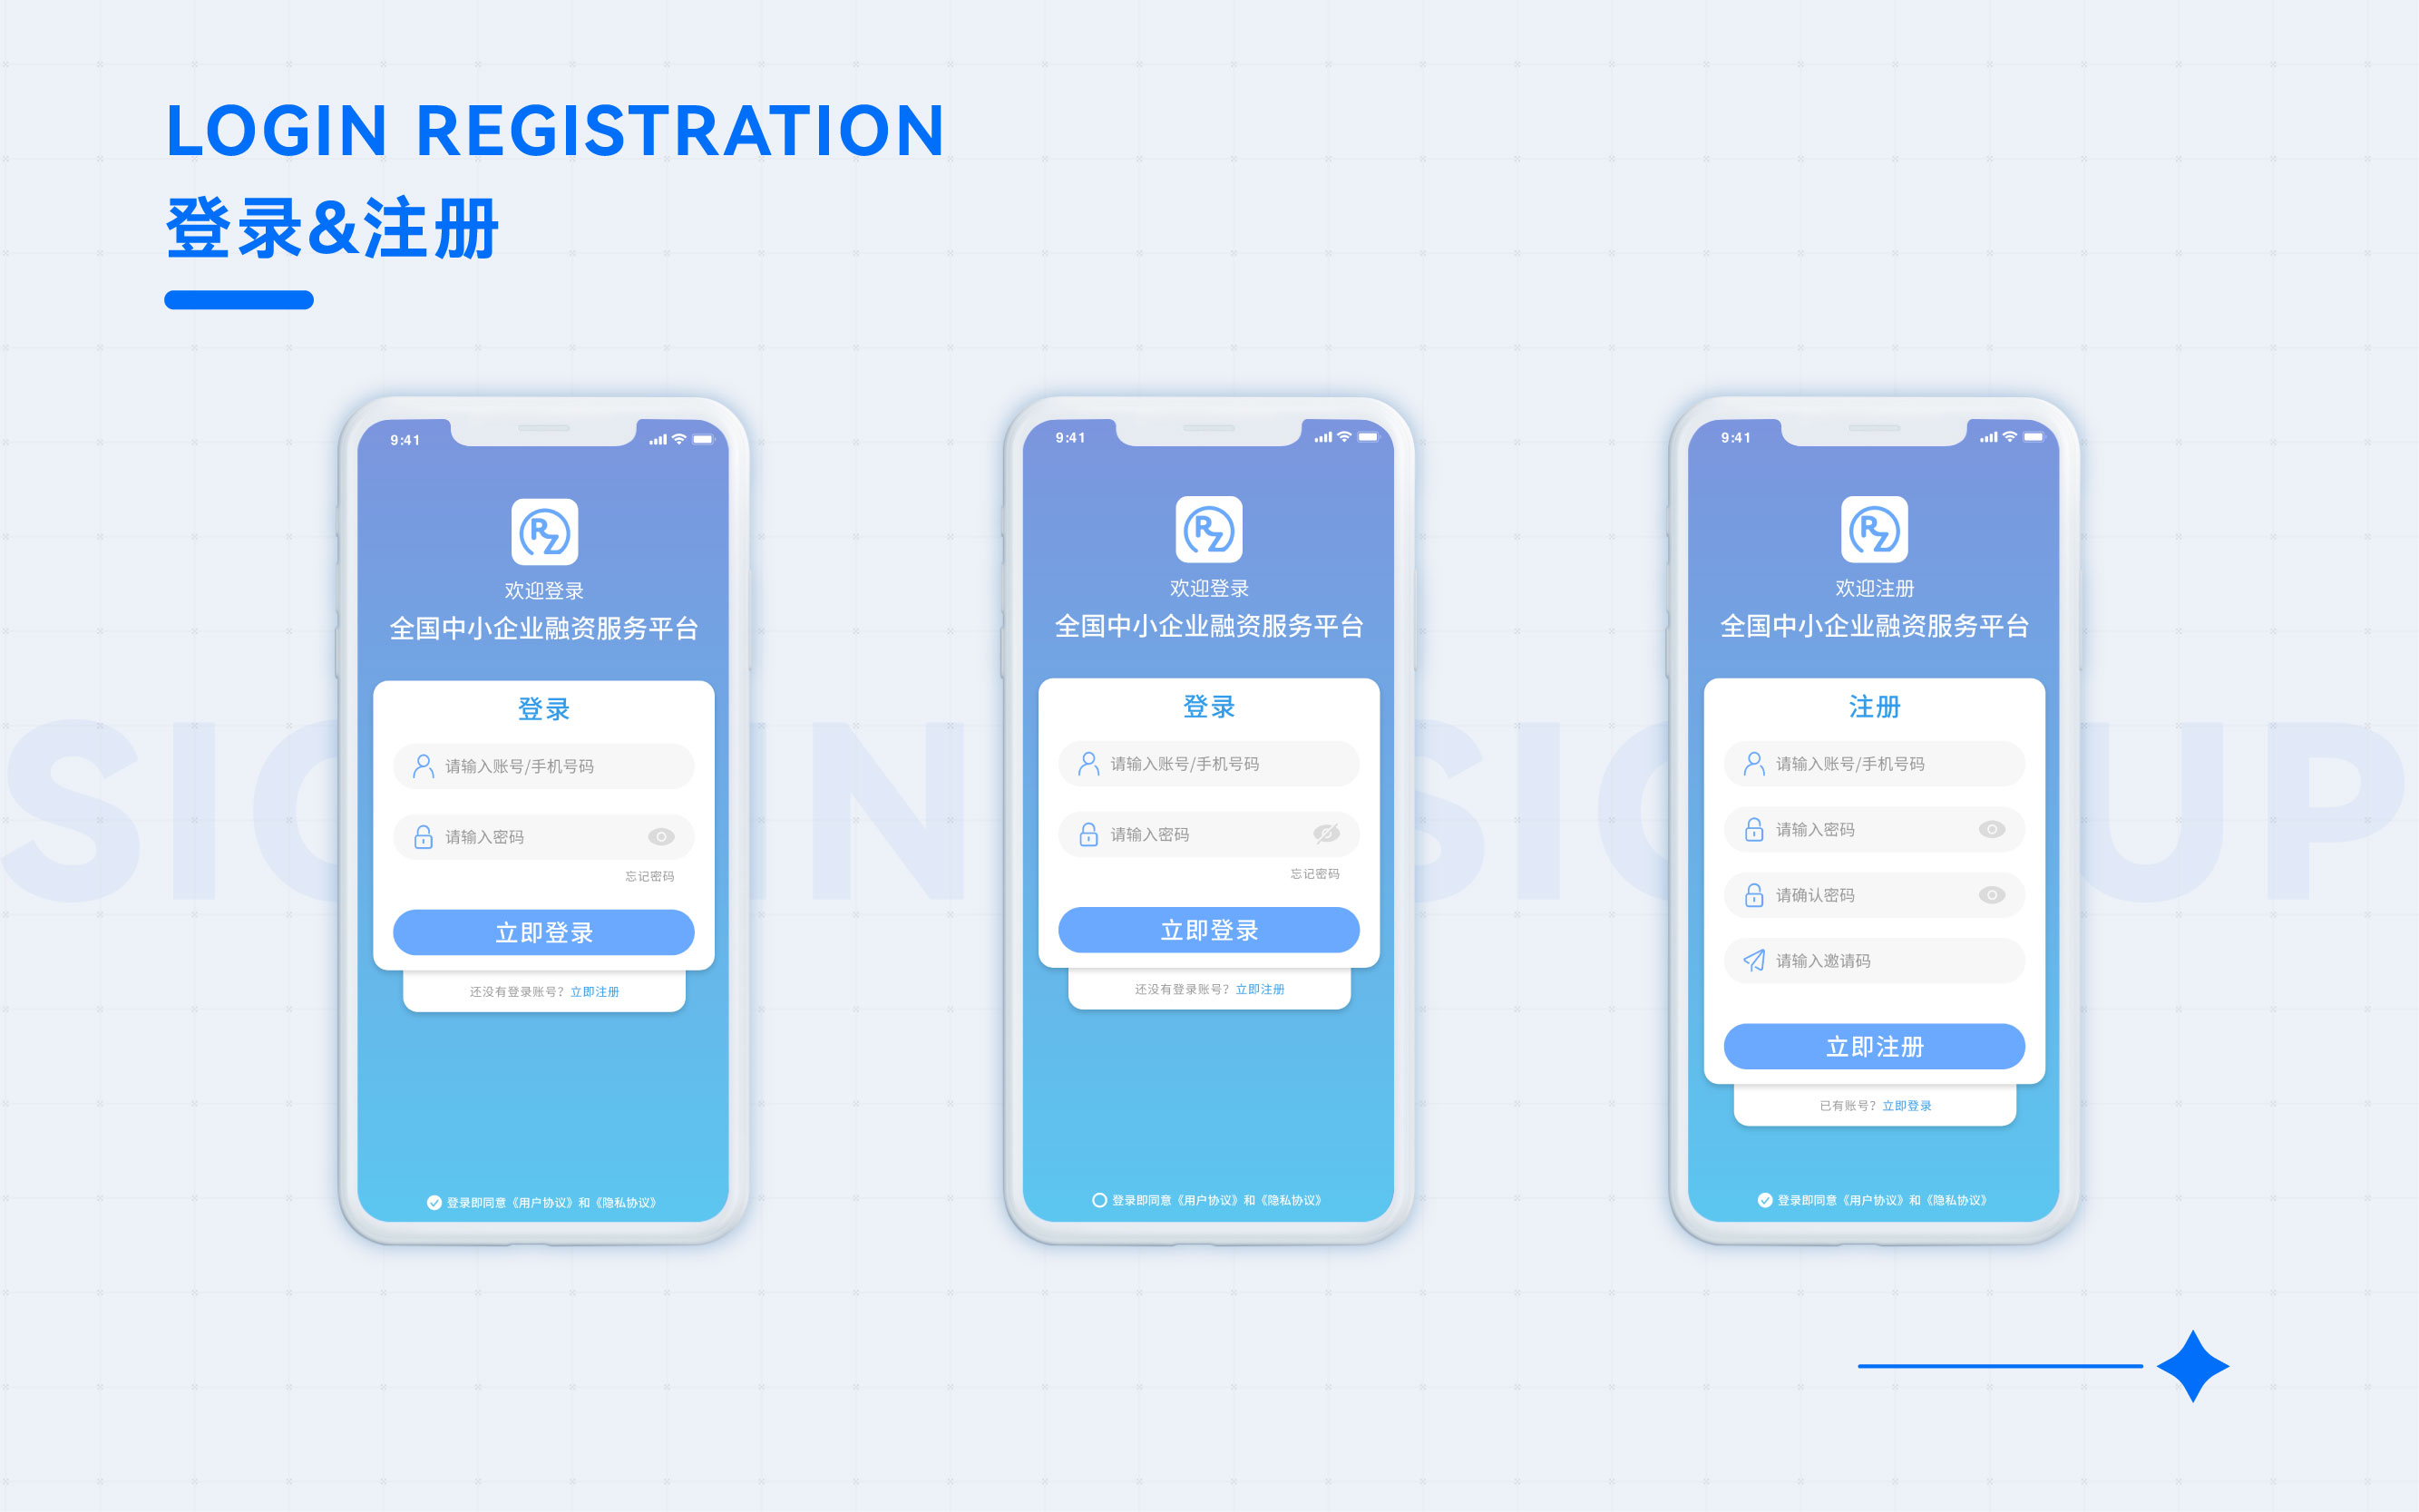 LOGIN REGISTRATION
登录&注册
SIGN IN
SIGN UP
9:41
RZ
欢迎登录
全国中小企业融资服务平台
登录
请输入账号/手机号码
请输入密码
忘记密码
立即登录
还没有登录账号？立即注册
登录即同意《用户协议》和《隐私协议》
9:41
RZ
欢迎登录
全国中小企业融资服务平台
登录
请输入账号/手机号码
请输入密码
忘记密码
立即登录
还没有登录账号？立即注册
登录即同意《用户协议》和《隐私协议》
9:41
RZ
欢迎注册
全国中小企业融资服务平台
注册
请输入账号/手机号码
请输入密码
请确认密码
请输入邀请码
立即注册
已有账号？立即登录
登录即同意《用户协议》和《隐私协议》